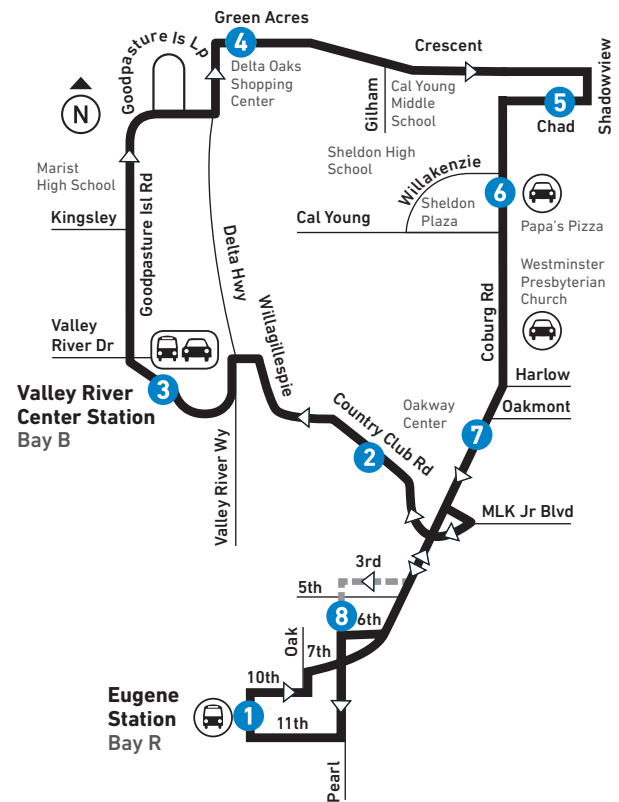 Green Acres
4
Goodpasture Is Lp
Delta Oaks
Shopping
Center
Crescent
Shadowview
N
Gilham
Cal Young
Middle
School
5
Chad
Sheldon High
School
Marist
High School
Willakenzie
6
Kingsley
Goodpasture Isl Rd
Sheldon
Plaza
Cal Young
Papa's Pizza
Delta Hwy
Westminster
Presbyterian
Church
Coburg Rd
Willagillespie
Valley
River Dr
Harlow
3
Valley River
Center Station
Bay B
Oakmont
Oakway
Center
7
Country Club Rd
2
Valley River Wy
MLK Jr Blvd
3rd
5th
8
6th
Oak
7th
10th
Eugene
Station
Bay R
1
11th
Pearl